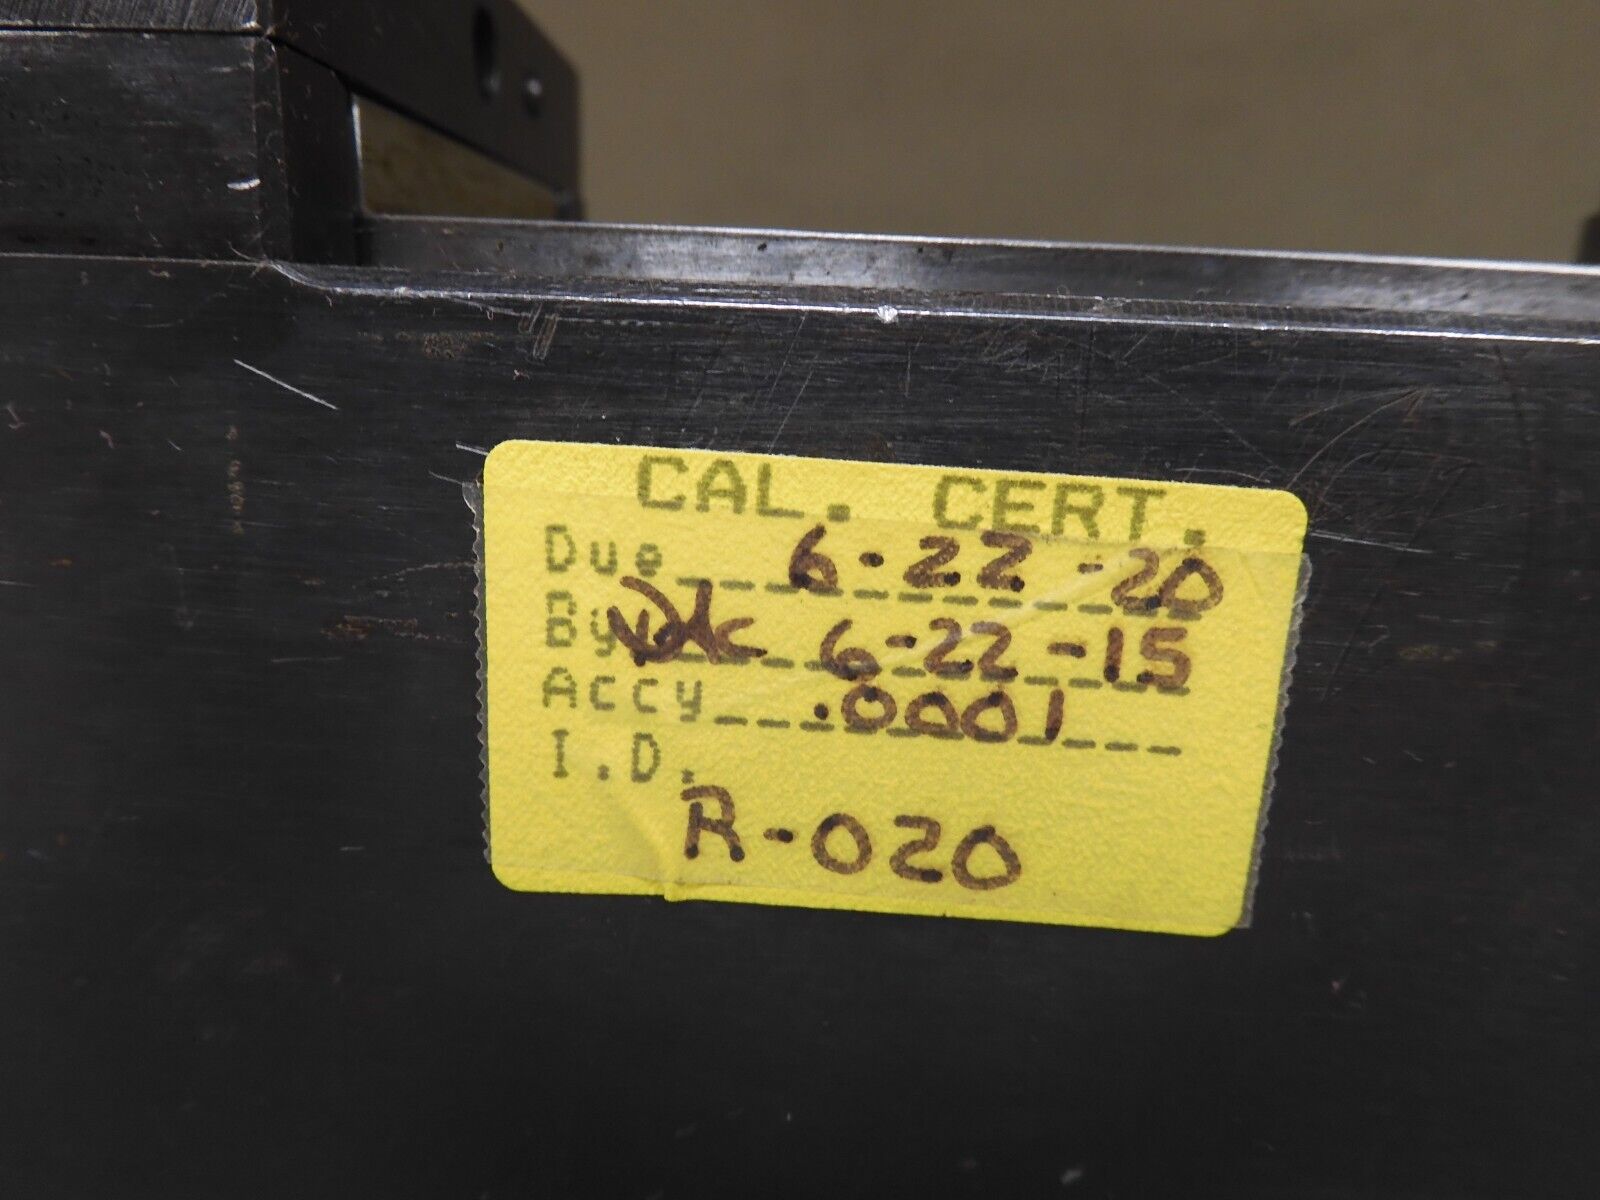 CAL. CERT.
Due 6-22-20
By 6-22-15
Accy .0001
I.D.
R-020